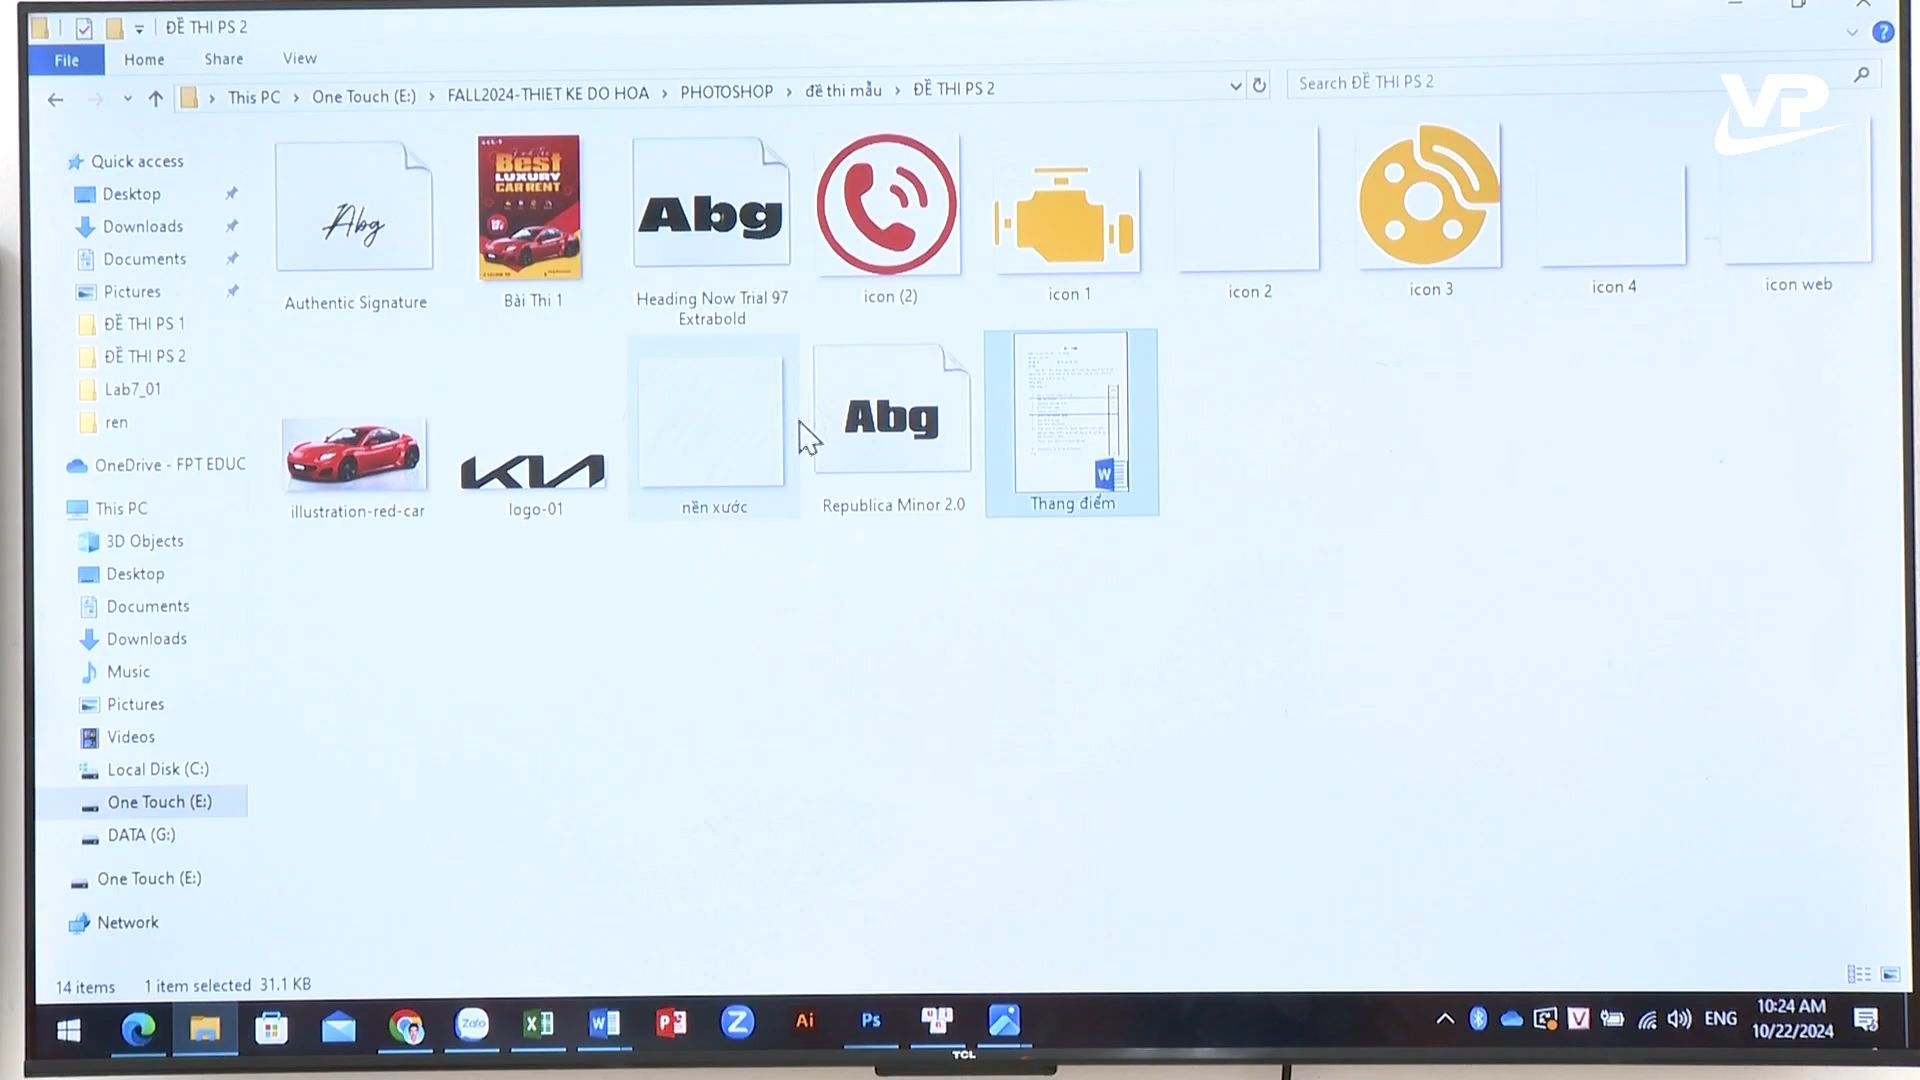 ĐỀ THI PS 2
File Home Share View
This PC > One Touch (E:) > FALL2024-THIET KE DO HOA > PHOTOSHOP > đề thi mẫu > ĐỀ THI PS 2
Search ĐỀ THI PS 2
VP
Quick access
Desktop
Downloads
Documents
Pictures
ĐỀ THI PS 1
ĐỀ THI PS 2
Lab7_01
ren
OneDrive - FPT EDUC
This PC
3D Objects
Desktop
Documents
Downloads
Music
Pictures
Videos
Local Disk (C:)
One Touch (E:)
DATA (G:)
One Touch (E:)
Network
Abg
Authentic Signature
Best
LUXURY
CAR RENT
Bài Thi 1
Abg
Heading Now Trial 97
Extrabold
icon (2)
icon 1
icon 2
icon 3
icon 4
icon web
illustration-red-car
KIA
logo-01
nền xước
Abg
Republica Minor 2.0
W
Thang điểm
14 items 1 item selected 31.1 KB
Zalo
Z
Ai
Ps
V
ENG
10:24 AM
10/22/2024
TCL